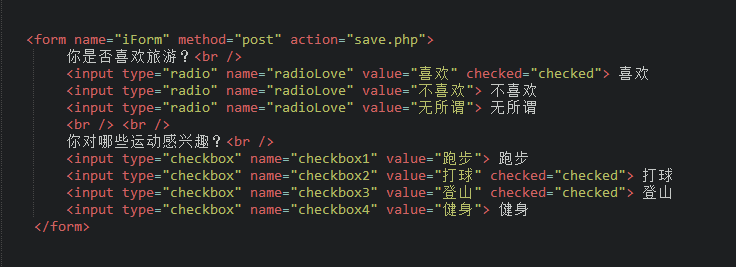 <form name="iForm" method="post" action="save.php">
你是否喜欢旅游？<br />
<input type="radio" name="radioLove" value="喜欢" checked="checked"> 喜欢
<input type="radio" name="radioLove" value="不喜欢"> 不喜欢
<input type="radio" name="radioLove" value="无所谓"> 无所谓
<br /> <br />
你对哪些运动感兴趣？<br />
<input type="checkbox" name="checkbox1" value="跑步"> 跑步
<input type="checkbox" name="checkbox2" value="打球" checked="checked"> 打球
<input type="checkbox" name="checkbox3" value="登山" checked="checked"> 登山
<input type="checkbox" name="checkbox4" value="健身"> 健身
</form>